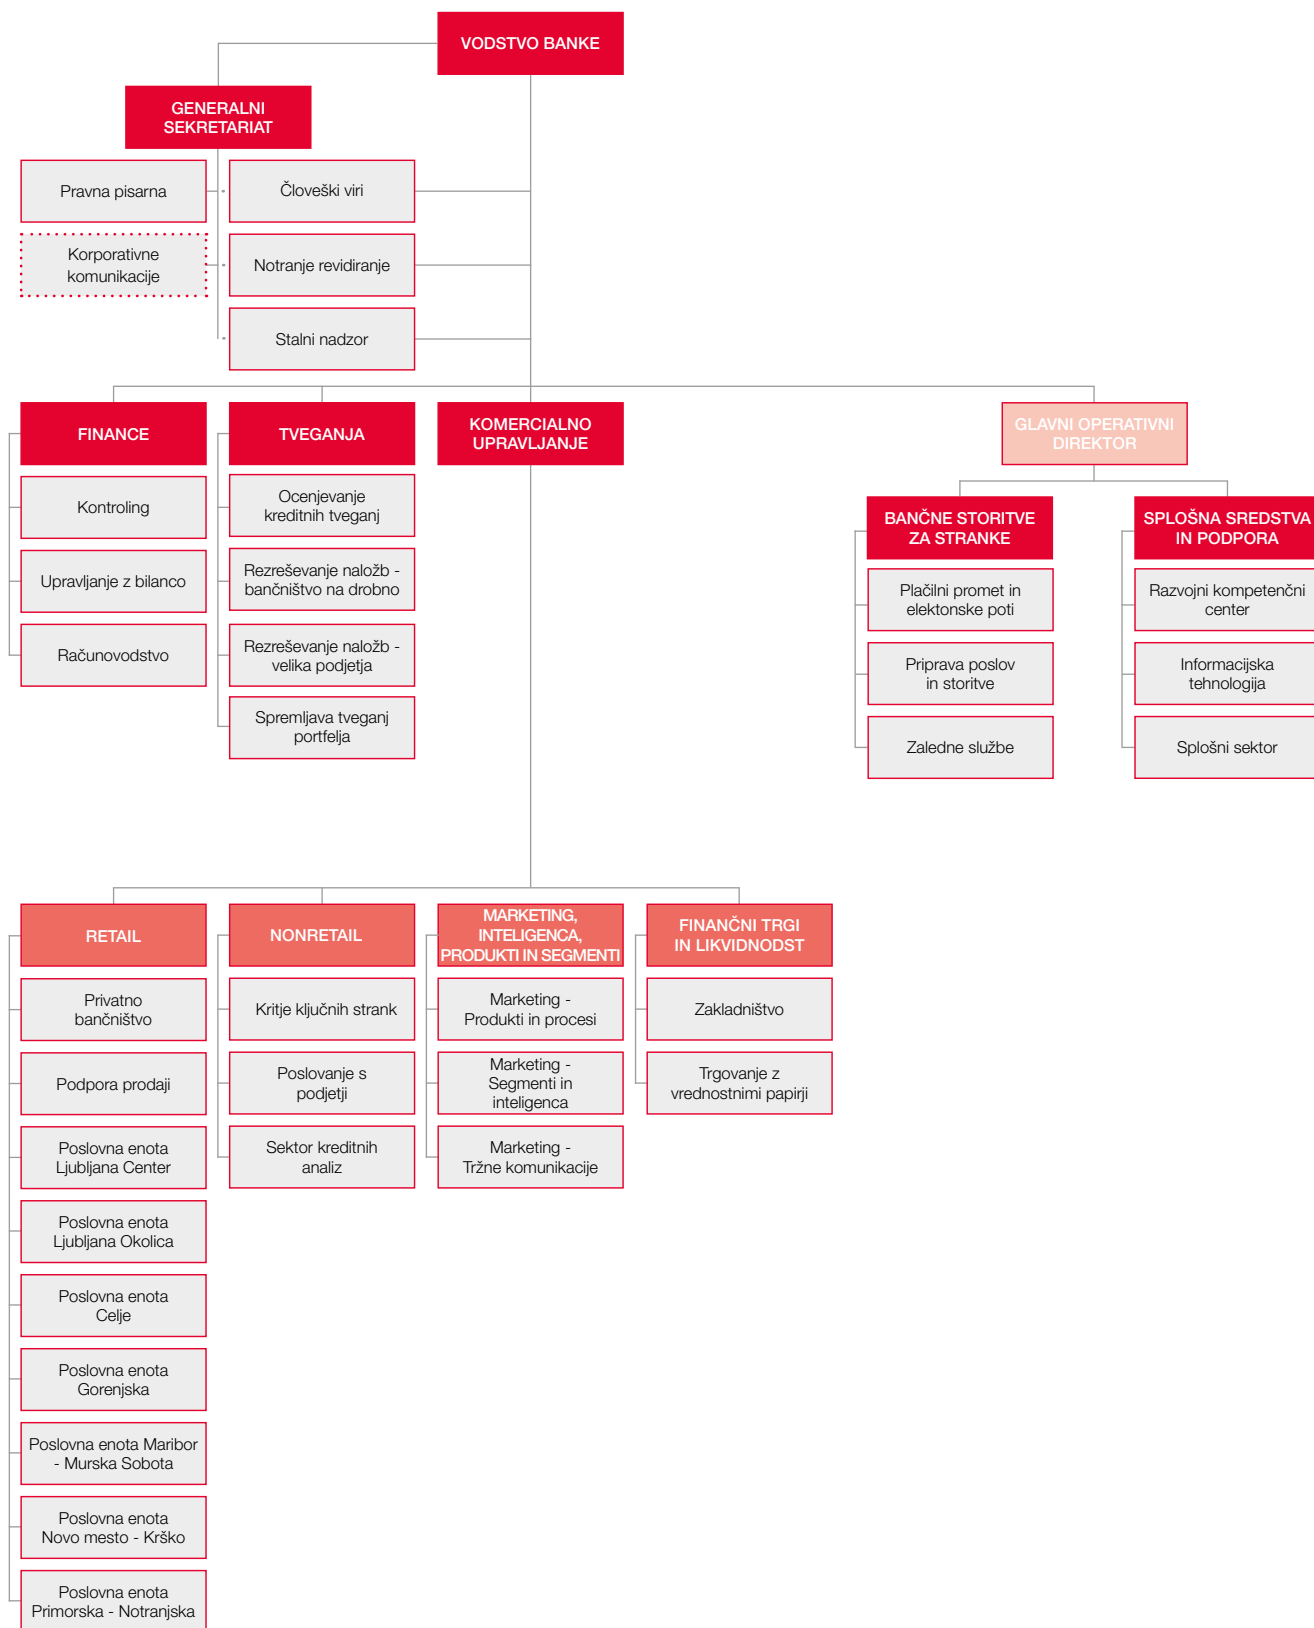 VODSTVO BANKE
GENERALNI
SEKRETARIAT
Pravna pisarna
Človeški viri
Korporativne
komunikacije
Notranje revidiranje
Stalni nadzor
FINANCE
Kontroling
Upravljanje z bilanco
Računovodstvo
TVEGANJA
Ocenjevanje
kreditnih tveganj
Rezreševanje naložb -
bančništvo na drobno
Rezreševanje naložb -
velika podjetja
Spremljava tveganj
portfelja
KOMERCIALNO
UPRAVLJANJE
GLAVNI OPERATIVNI
DIREKTOR
BANČNE STORITVE
ZA STRANKE
Plačilni promet in
elektonske poti
Priprava poslov
in storitve
Zaledne službe
SPLOŠNA SREDSTVA
IN PODPORA
Razvojni kompetenčni
center
Informacijska
tehnologija
Splošni sektor
RETAIL
Privatno
bančništvo
Podpora prodaji
Poslovna enota
Ljubljana Center
Poslovna enota
Ljubljana Okolica
Poslovna enota
Celje
Poslovna enota
Gorenjska
Poslovna enota Maribor
- Murska Sobota
Poslovna enota
Novo mesto - Krško
Poslovna enota
Primorska - Notranjska
NONRETAIL
Kritje ključnih strank
Poslovanje s
podjetji
Sektor kreditnih
analiz
MARKETING,
INTELIGENCA,
PRODUKTI IN SEGMENTI
Marketing -
Produkti in procesi
Marketing -
Segmenti in
inteligenca
Marketing -
Tržne komunikacije
FINANČNI TRGI
IN LIKVIDNODST
Zakladništvo
Trgovanje z
vrednostnimi papirji